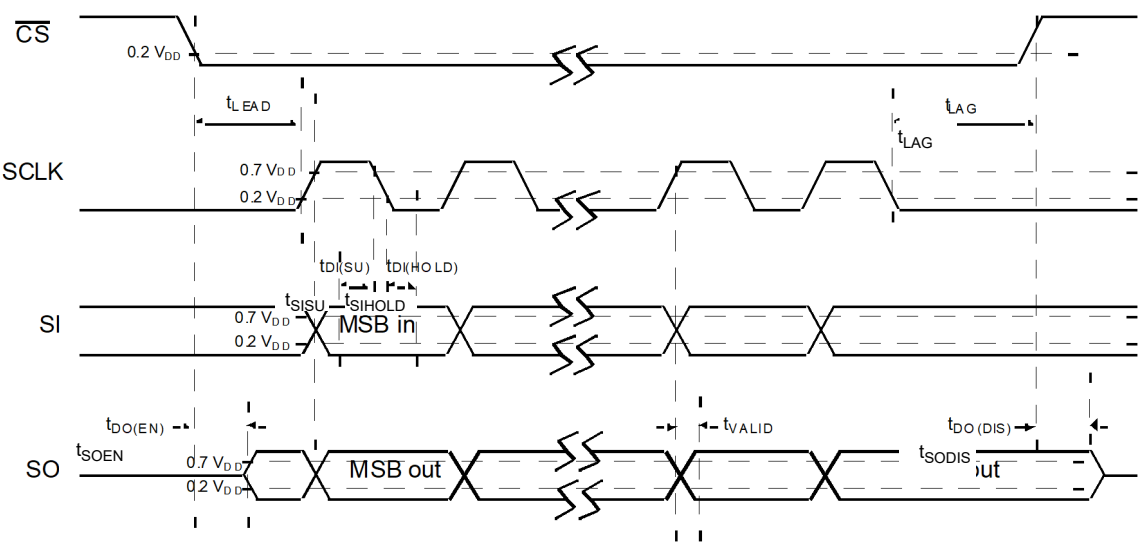 CS
0.2 VDD
tLEAD
tLAG
tLAG
SCLK
0.7 VDD
0.2 VDD
tDI(SU) tDI(HOLD)
tSISU tSIHOLD
SI
0.7 VDD
MSB in
0.2 VDD
tDO(EN)
tVALID
tDO(DIS)
tSOEN
tSODIS
SO
0.7 VDD
MSB out
out
0.2 VDD